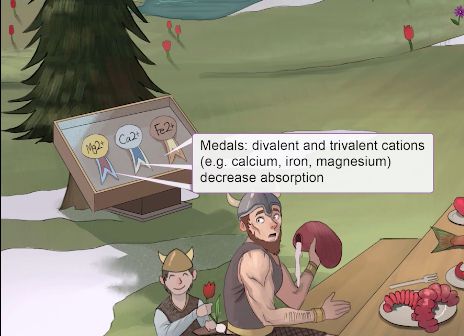 Mg2+
Ca2+
Fe2+
Medals: divalent and trivalent cations
(e.g. calcium, iron, magnesium)
decrease absorption